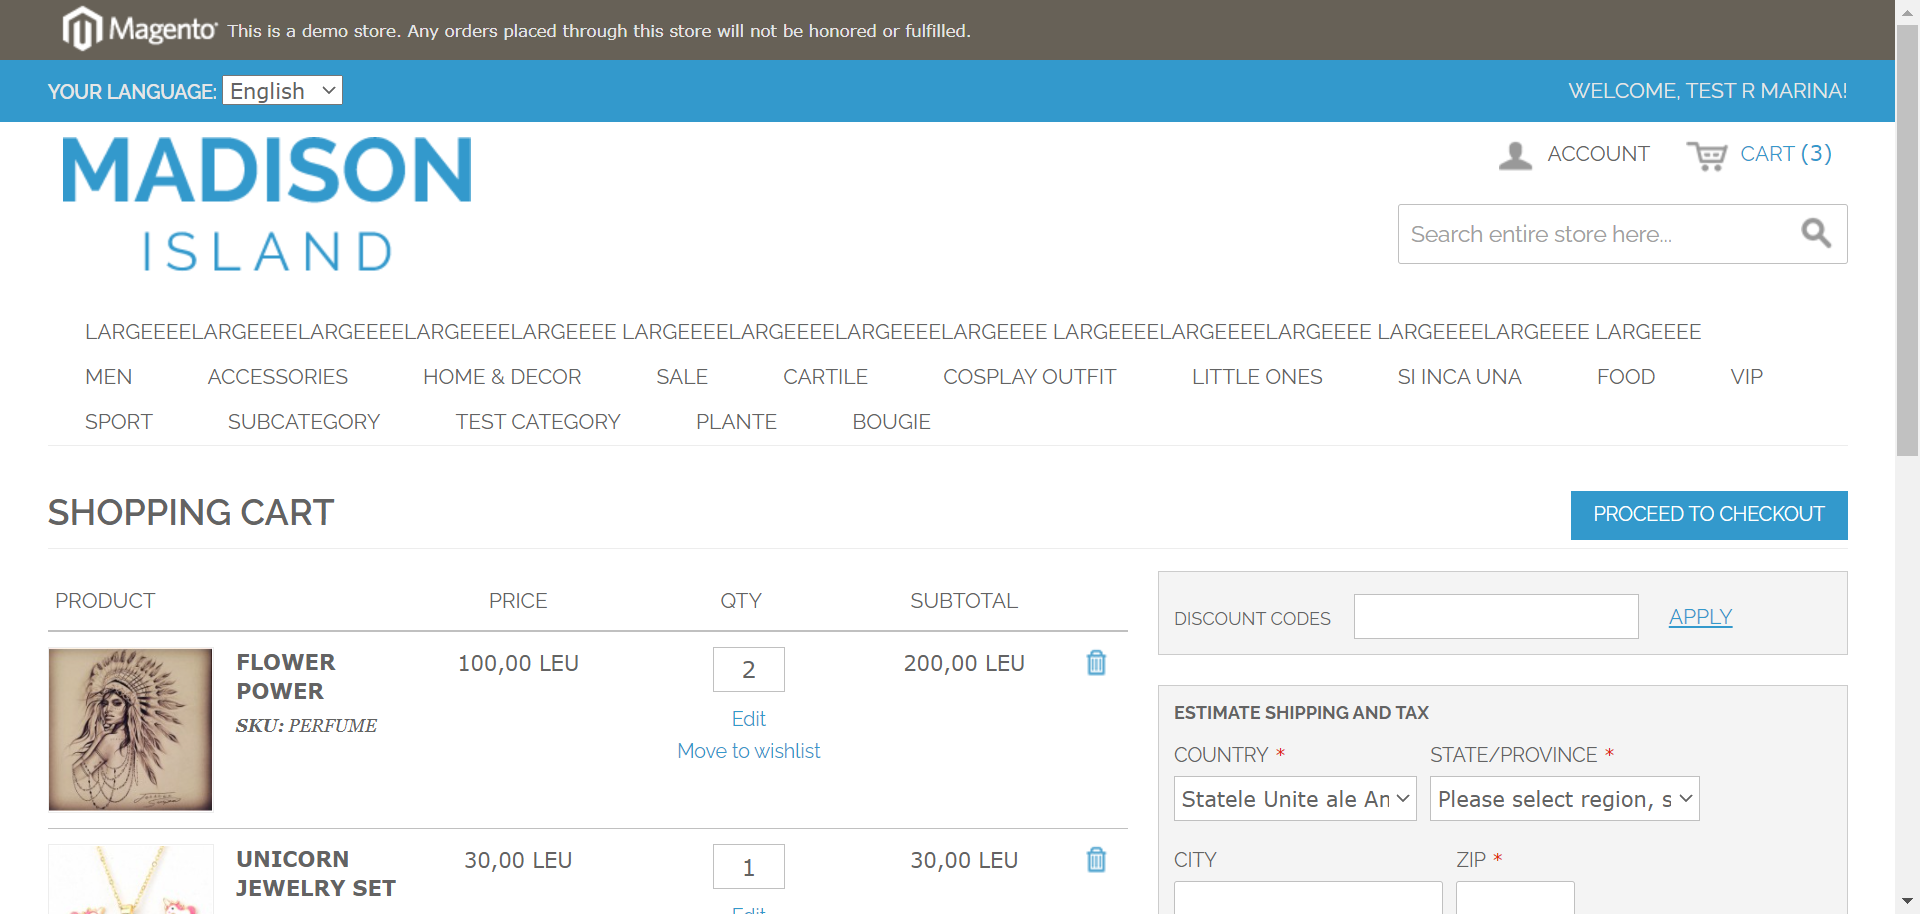 Magento This is a demo store. Any orders placed through this store will not be honored or fulfilled.
YOUR LANGUAGE: English
WELCOME, TEST R MARINA!
MADISON
ISLAND
ACCOUNT
CART (3)
Search entire store here...
LARGEEEELARGEEEELARGEEEELARGEEEELARGEEEE LARGEEEELARGEEEELARGEEEELARGEEEE LARGEEEELARGEEEELARGEEEE LARGEEEELARGEEEE LARGEEEE
MEN ACCESSORIES HOME & DECOR SALE CARTILE COSPLAY OUTFIT LITTLE ONES SI INCA UNA FOOD VIP
SPORT SUBCATEGORY TEST CATEGORY PLANTE BOUGIE
SHOPPING CART
PROCEED TO CHECKOUT
PRODUCT PRICE QTY SUBTOTAL
FLOWER
POWER
SKU: PERFUME
100,00 LEU
2
Edit
Move to wishlist
200,00 LEU
UNICORN
JEWELRY SET
30,00 LEU
1
Edit
30,00 LEU
DISCOUNT CODES
APPLY
ESTIMATE SHIPPING AND TAX
COUNTRY *
STATE/PROVINCE *
Statele Unite ale An
Please select region, s
CITY
ZIP *